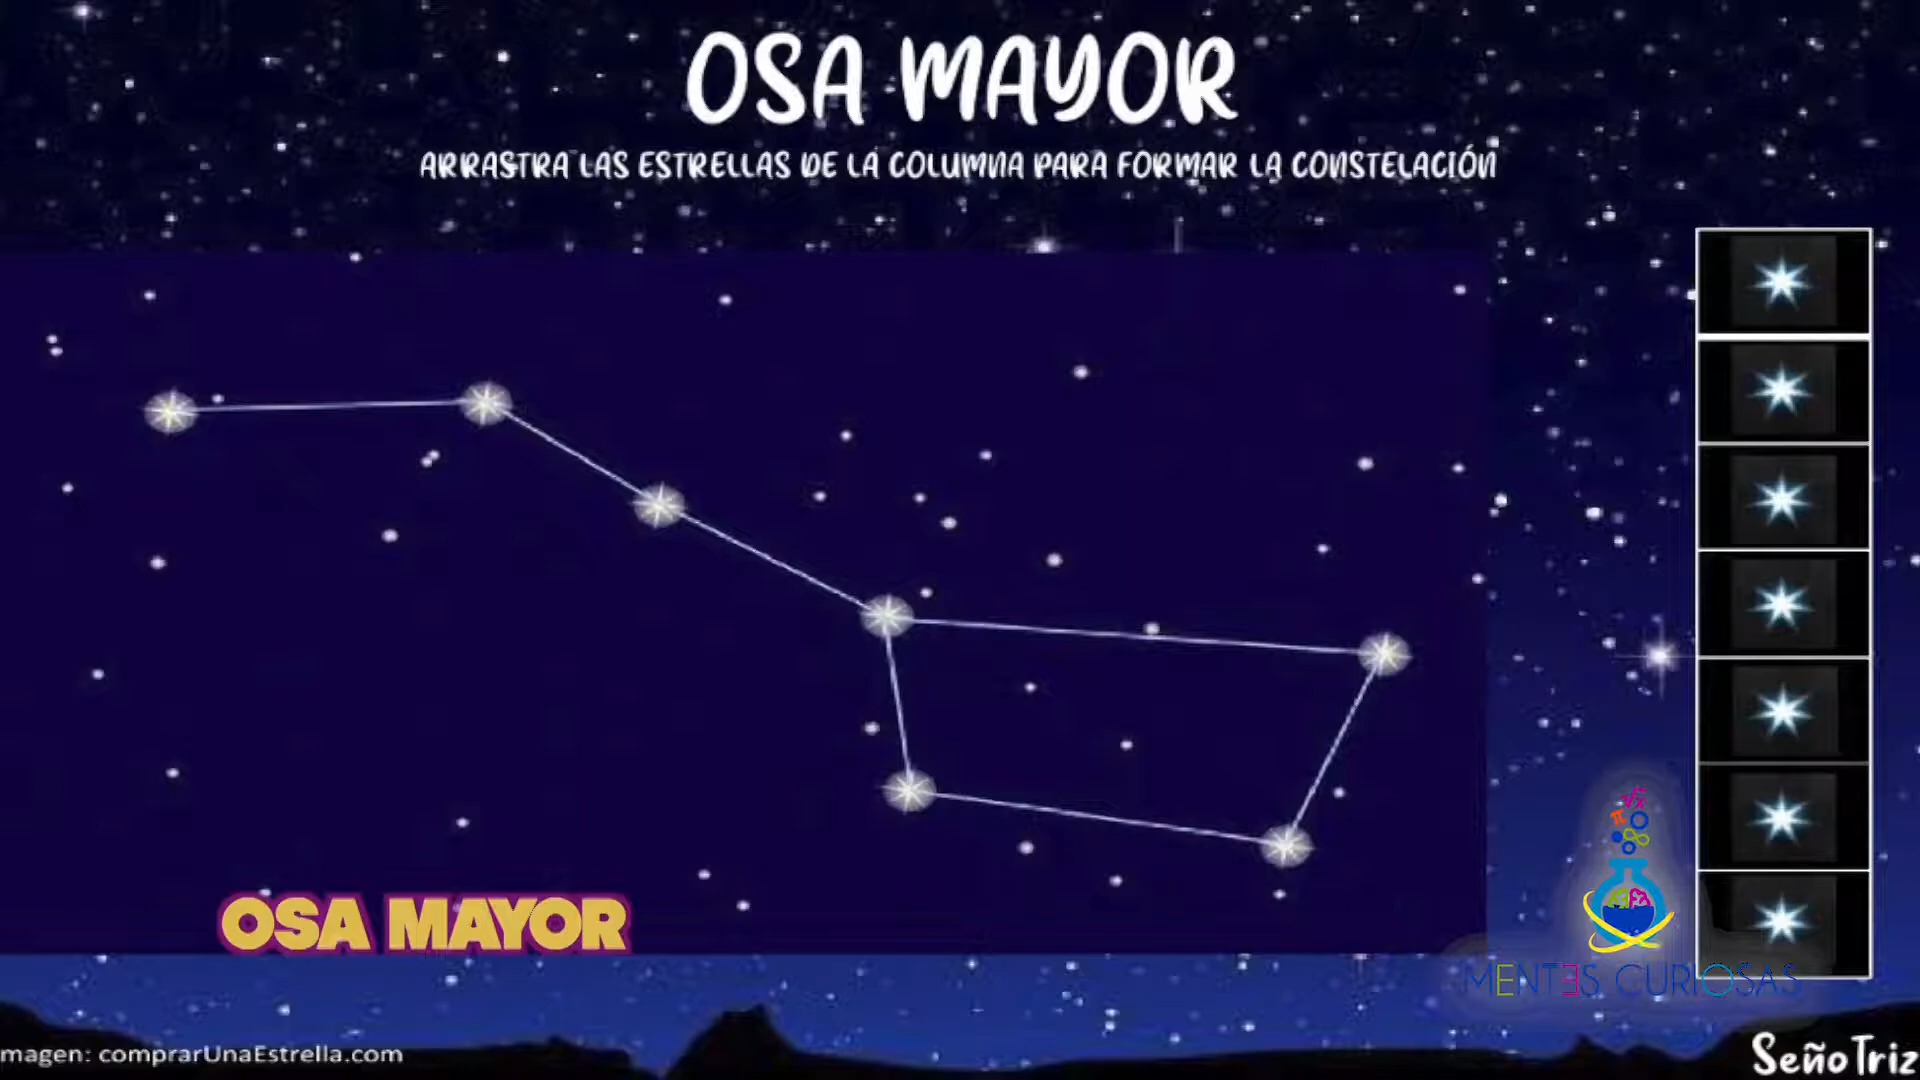 OSA MAYOR
ARRASTRA LAS ESTRELLAS DE LA COLUMNA PARA FORMAR LA CONSTELACIÓN
OSA MAYOR
MENTES CURIOSAS
magen: comprarUnaEstrella.com
SeñoTriz